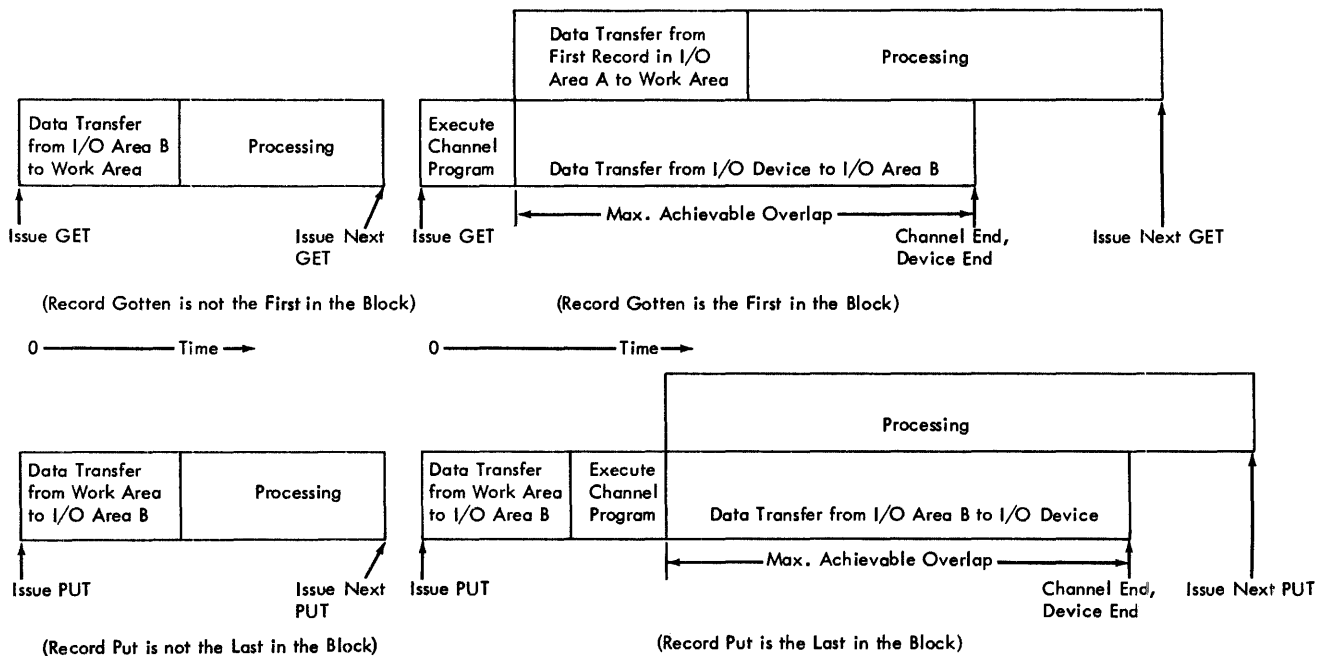 Data Transfer from
First Record in I/O
Area A to Work Area
Processing
Data Transfer
from I/O Area B
to Work Area
Processing
Execute
Channel
Program
Data Transfer from I/O Device to I/O Area B
Max. Achievable Overlap
Issue GET
Issue Next
GET
Issue GET
Channel End,
Device End
Issue Next GET
(Record Gotten is not the First in the Block)
(Record Gotten is the First in the Block)
0 Time
0 Time
Processing
Data Transfer
from Work Area
to I/O Area B
Processing
Data Transfer
from Work Area
to I/O Area B
Execute
Channel
Program
Data Transfer from I/O Area B to I/O Device
Max. Achievable Overlap
Issue PUT
Issue Next
PUT
Issue PUT
Channel End,
Device End
Issue Next PUT
(Record Put is not the Last in the Block)
(Record Put is the Last in the Block)